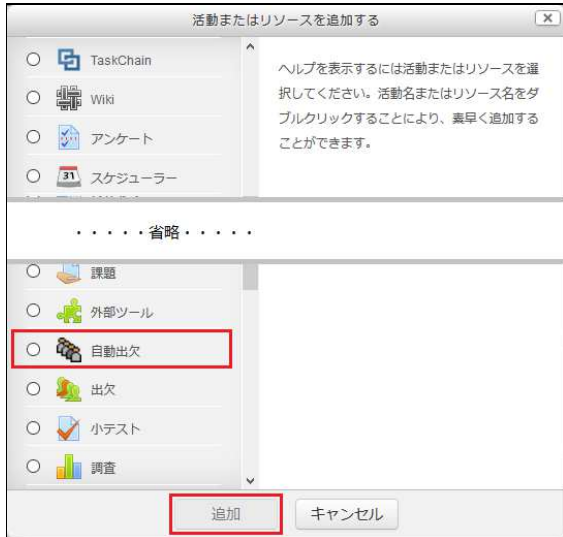 活動またはリソースを追加する
x
TaskChain
Wiki
アンケート
31 スケジューラー
ヘルプを表示するには活動またはリソースを選
択してください。活動名またはリソース名をダ
ブルクリックすることにより、素早く追加する
ことができます。
・・・・・省略・・・・・
課題
外部ツール
自動出欠
出欠
小テスト
調査
追加
キャンセル